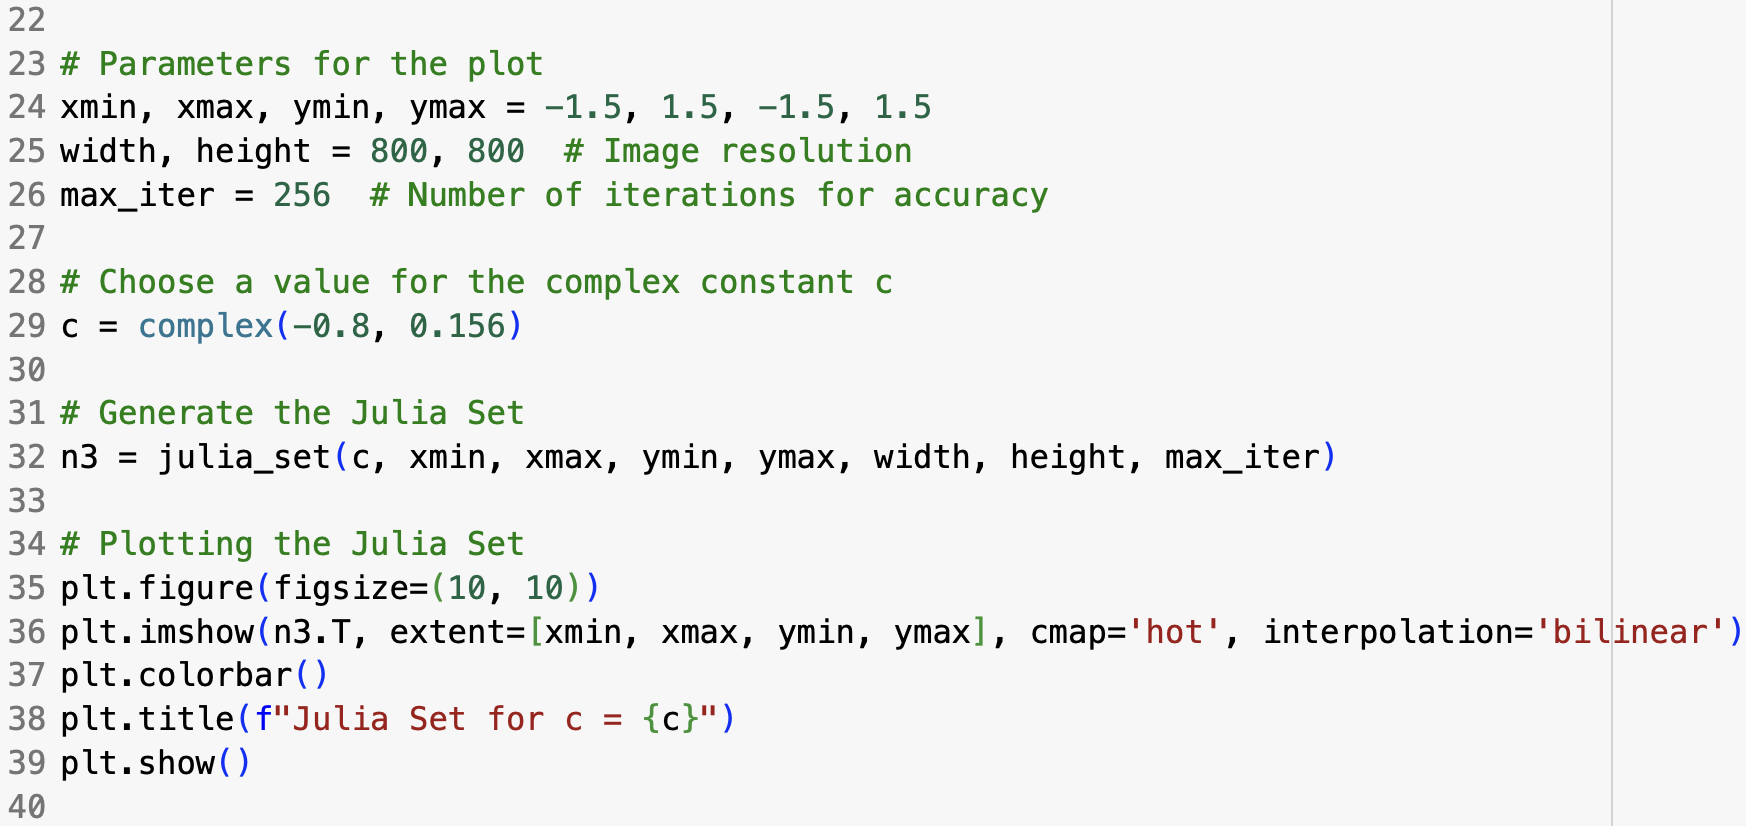 22
23 # Parameters for the plot
24 xmin, xmax, ymin, ymax = -1.5, 1.5, -1.5, 1.5
25 width, height = 800, 800  # Image resolution
26 max_iter = 256  # Number of iterations for accuracy
27
28 # Choose a value for the complex constant c
29 c = complex(-0.8, 0.156)
30
31 # Generate the Julia Set
32 n3 = julia_set(c, xmin, xmax, ymin, ymax, width, height, max_iter)
33
34 # Plotting the Julia Set
35 plt.figure(figsize=(10, 10))
36 plt.imshow(n3.T, extent=[xmin, xmax, ymin, ymax], cmap='hot', interpolation='bilinear')
37 plt.colorbar()
38 plt.title(f"Julia Set for c = {c}")
39 plt.show()
40